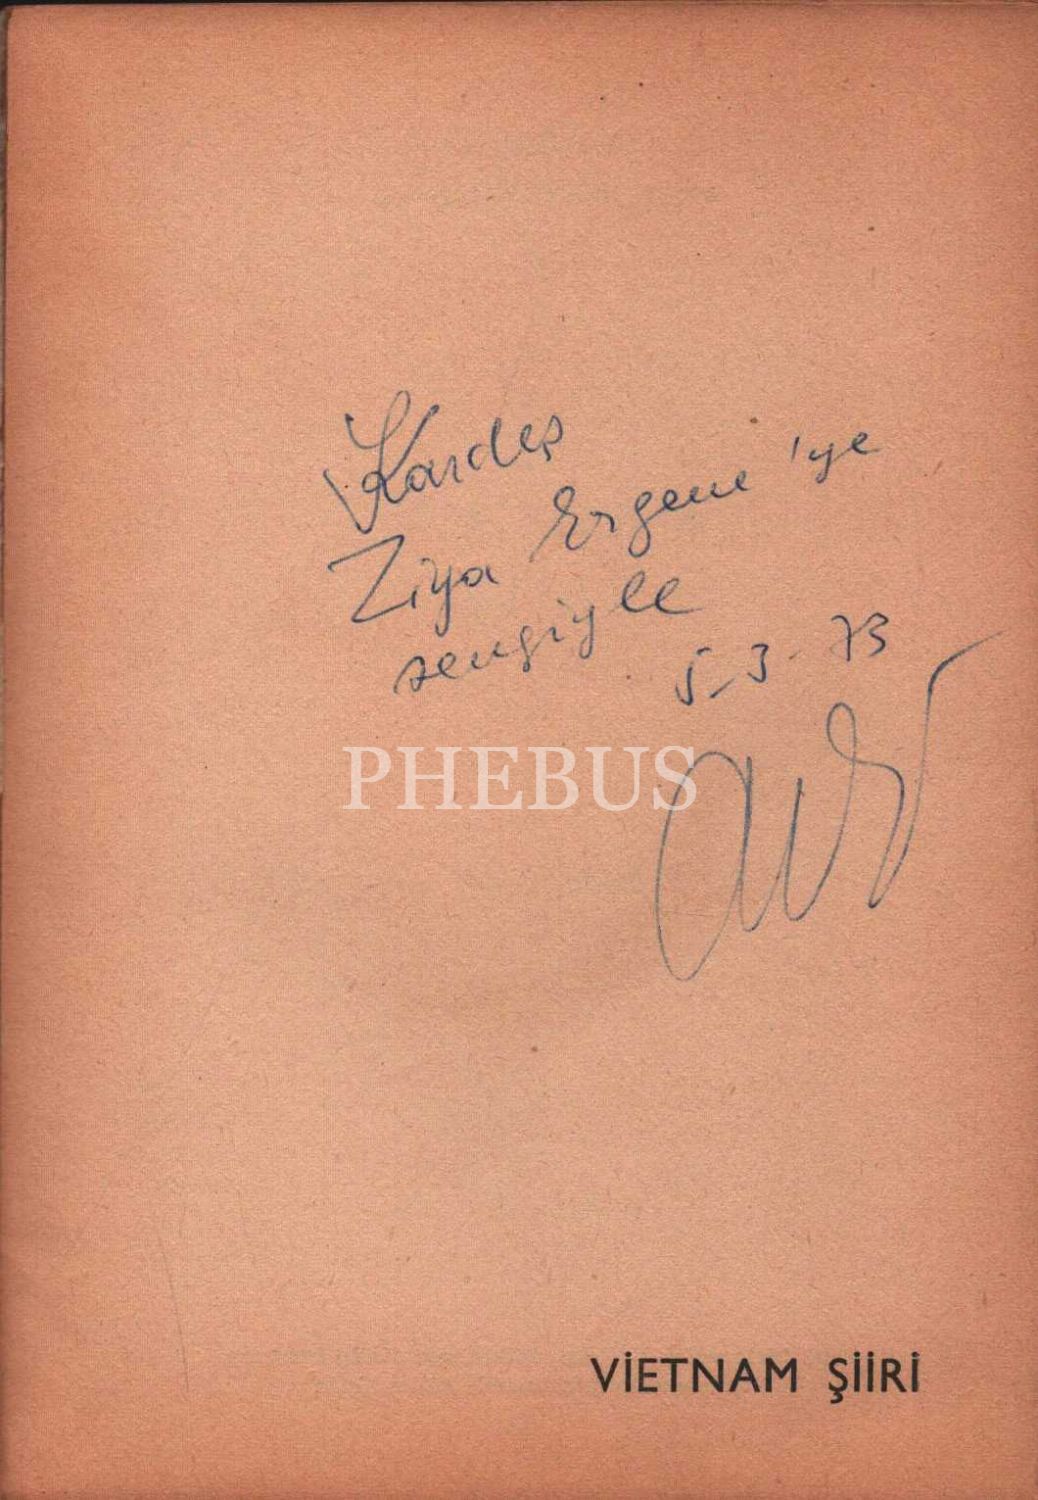 Kardeş
Ziya Ergene'ye
sevgiyle
5-3-73
PHEBUS
VİETNAM ŞİİRİ